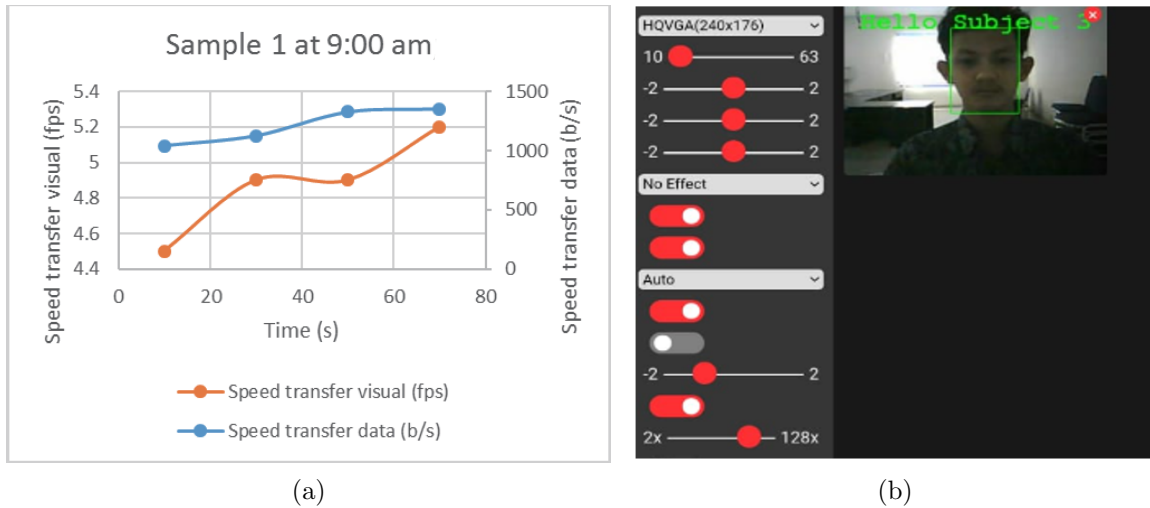 Sample 1 at 9:00 am
5.4
5.2
5
4.8
4.6
4.4
Speed transfer visual (fps)
1500
1000
500
0
Speed transfer data (b/s)
0 20 40 60 80
Time (s)
Speed transfer visual (fps)
Speed transfer data (b/s)
(a)
HQVGA(240x176)
10 63
-2 2
-2 2
-2 2
No Effect
Auto
-2 2
2x 128x
Hello Subject 3
(b)